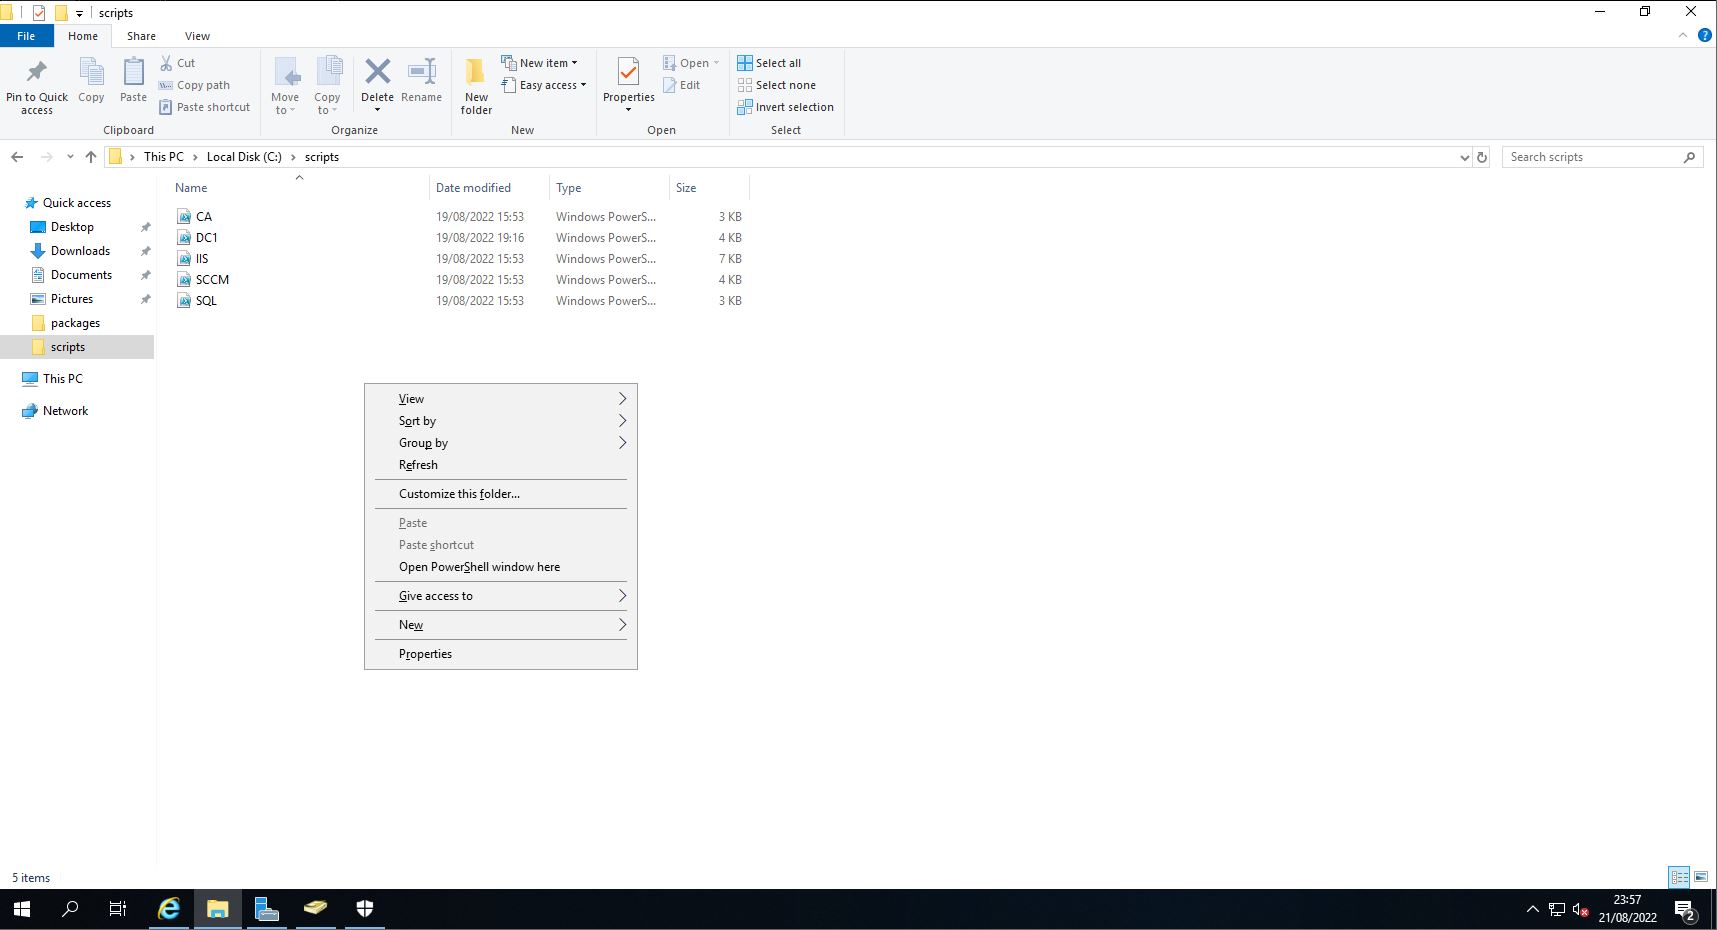 scripts
File Home Share View
Pin to Quick access
Copy
Paste
Cut
Copy path
Paste shortcut
Clipboard
Move to
Copy to
Delete
Rename
Organize
New folder
New item
Easy access
New
Properties
Open
Edit
Open
Select all
Select none
Invert selection
Select
This PC > Local Disk (C:) > scripts
Search scripts
Quick access
Desktop
Downloads
Documents
Pictures
packages
scripts
This PC
Network
Name Date modified Type Size
CA 19/08/2022 15:53 Windows PowerS... 3 KB
DC1 19/08/2022 19:16 Windows PowerS... 4 KB
IIS 19/08/2022 15:53 Windows PowerS... 7 KB
SCCM 19/08/2022 15:53 Windows PowerS... 4 KB
SQL 19/08/2022 15:53 Windows PowerS... 3 KB
View
Sort by
Group by
Refresh
Customize this folder...
Paste
Paste shortcut
Open PowerShell window here
Give access to
New
Properties
5 items
23:57
21/08/2022
2